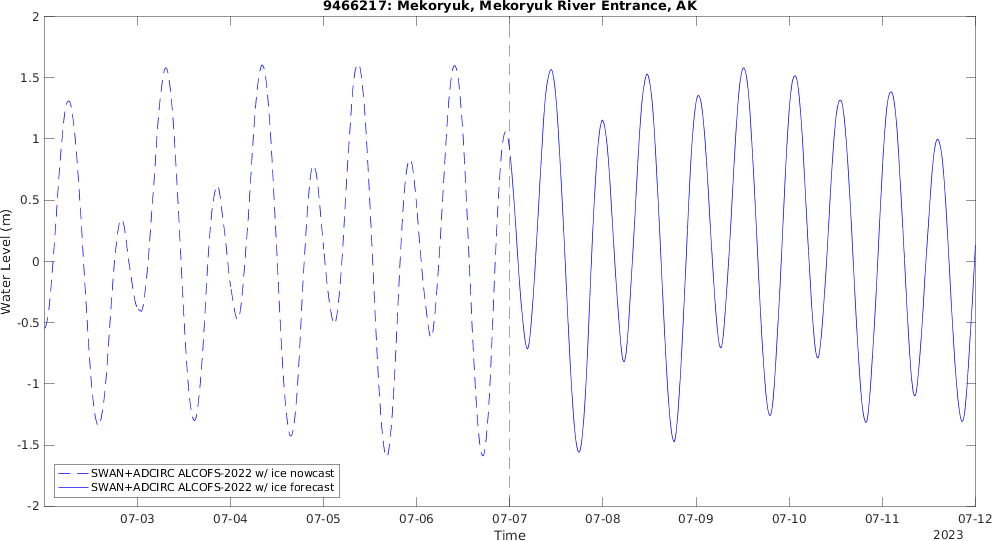 9466217: Mekoryuk, Mekoryuk River Entrance, AK
2
1.5
1
0.5
0
-0.5
-1
-1.5
-2
Water Level (m)
SWAN+ADCIRC ALCOFS-2022 w/ ice nowcast
SWAN+ADCIRC ALCOFS-2022 w/ ice forecast
07-03 07-04 07-05 07-06 07-07 07-08 07-09 07-10 07-11 07-12
Time
2023